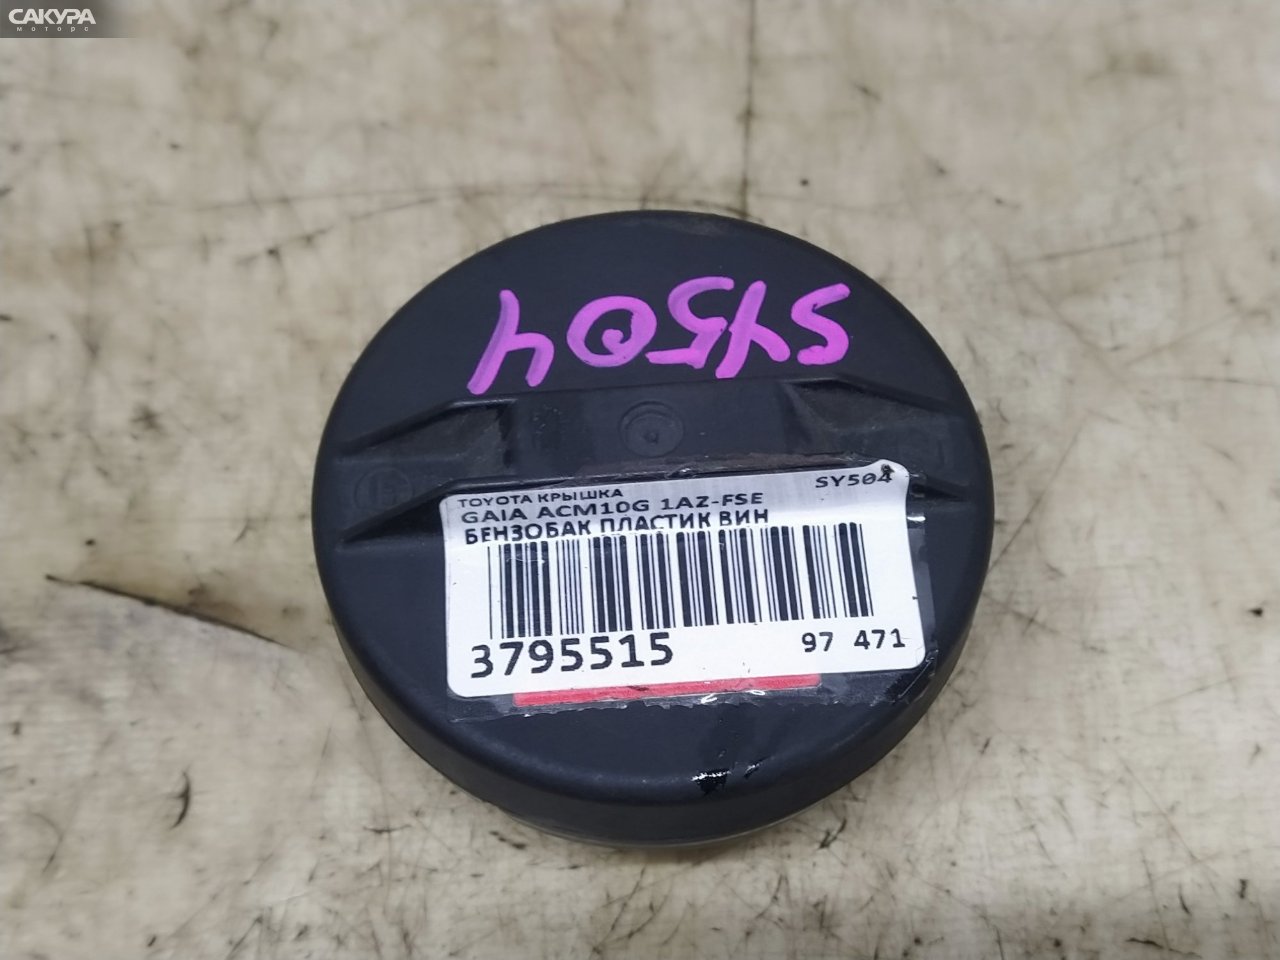 САКУРА
моторс
SY504
TOYOTA КРЫШКА SY504
GAIA ACM10G 1AZ-FSE
БЕНЗОБАК ПЛАСТИК ВИН
3795515 97 471